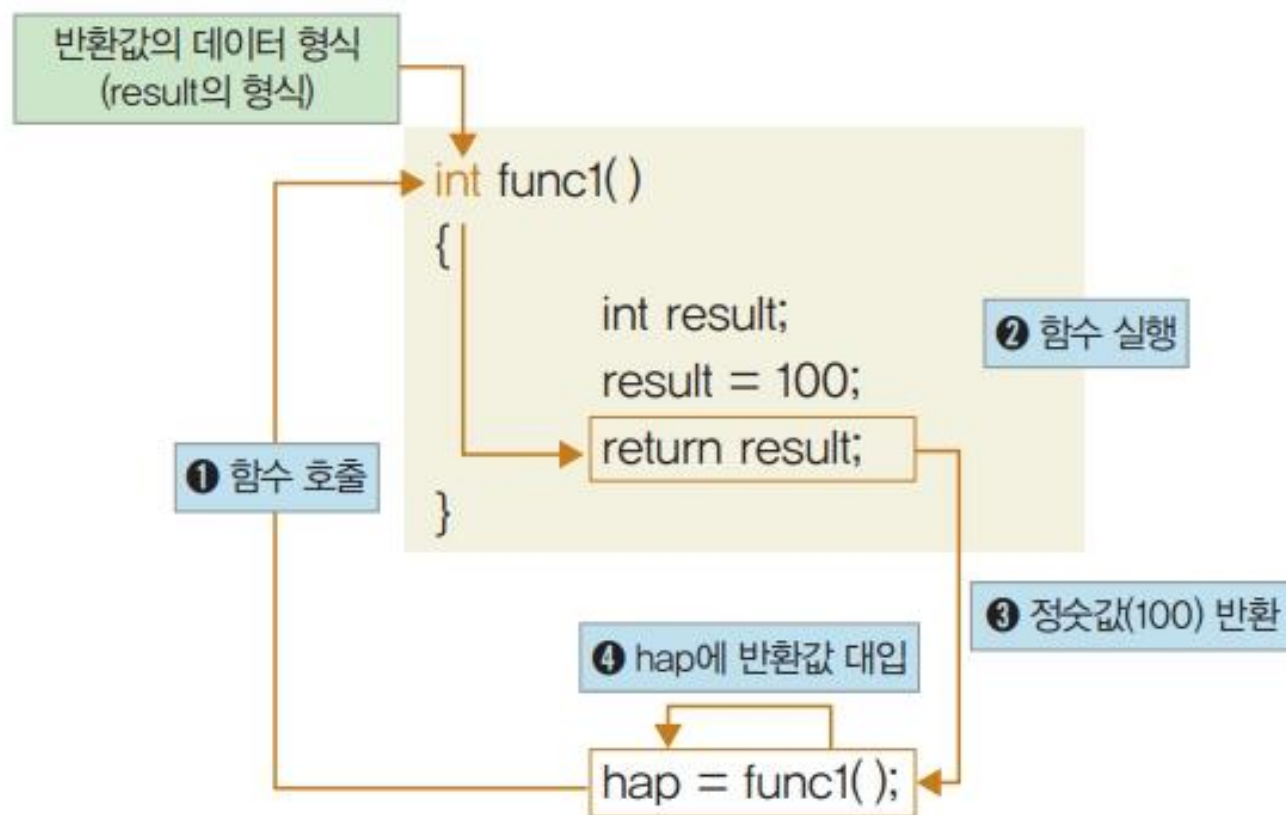 반환값의 데이터 형식
(result의 형식)
int func1( )
{
int result;
❷ 함수 실행
result = 100;
return result;
❶ 함수 호출
}
❸ 정숫값(100) 반환
❹ hap에 반환값 대입
hap = func1( );